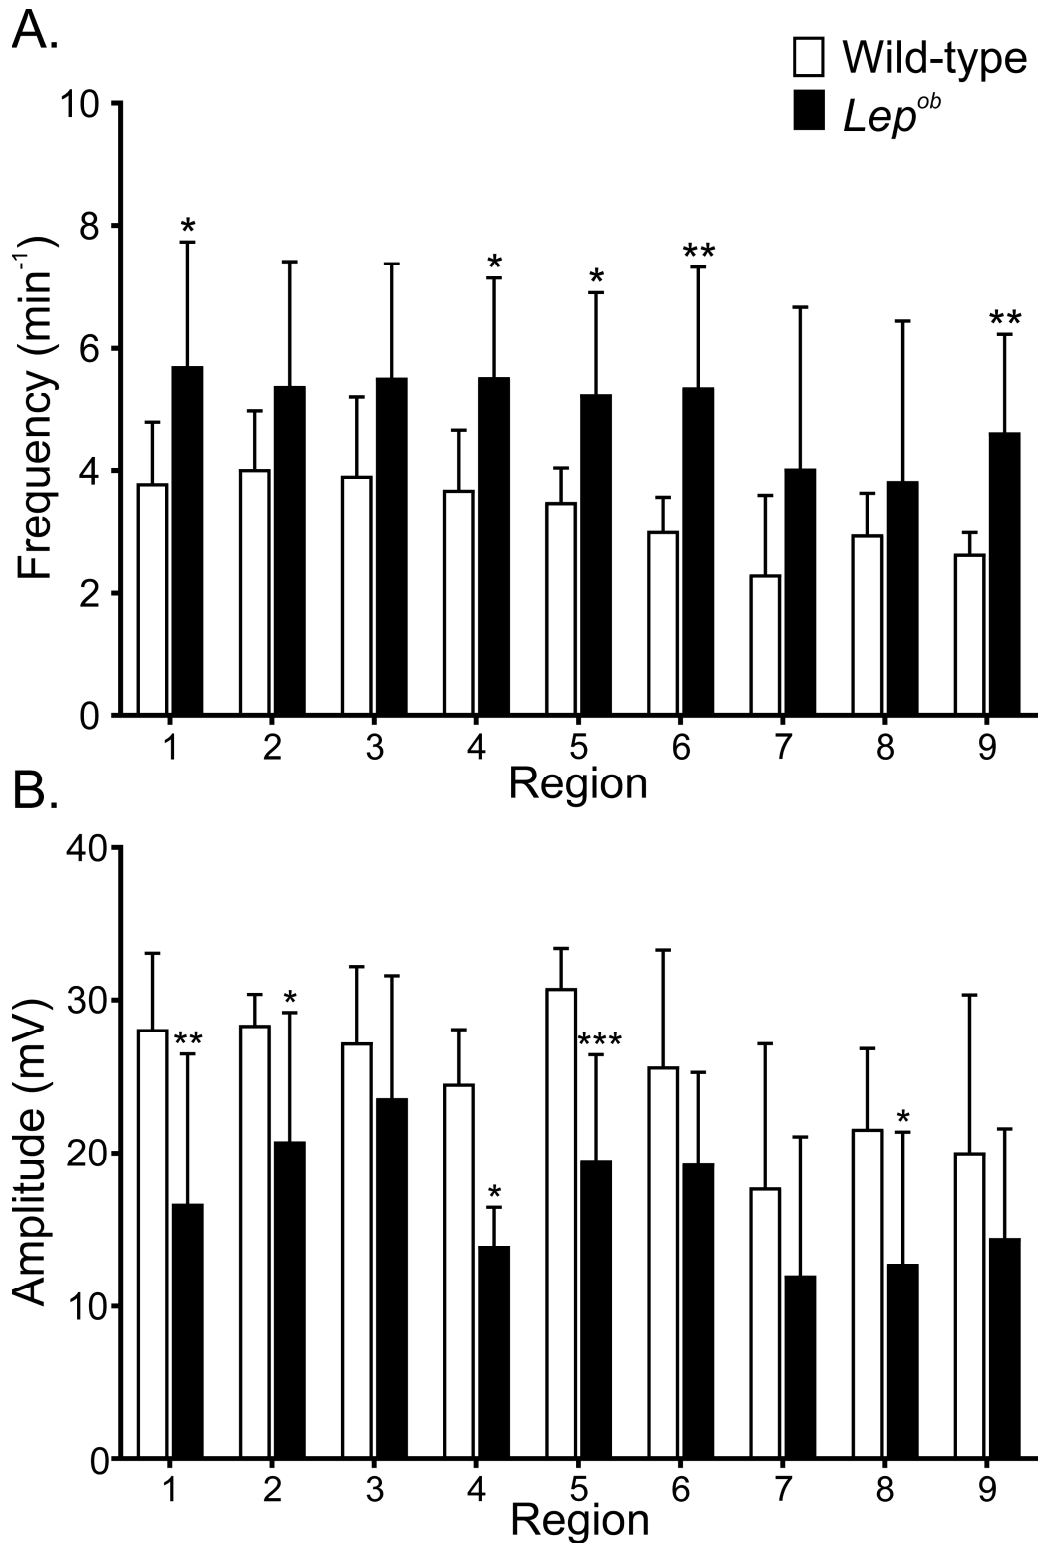 A.
Wild-type
Lep^ob
Frequency (min^-1)
10
8
6
4
2
0
*
*
*
**
**
1 2 3 4 5 6 7 8 9
Region
B.
Amplitude (mV)
40
30
20
10
0
**
*
*
***
*
1 2 3 4 5 6 7 8 9
Region